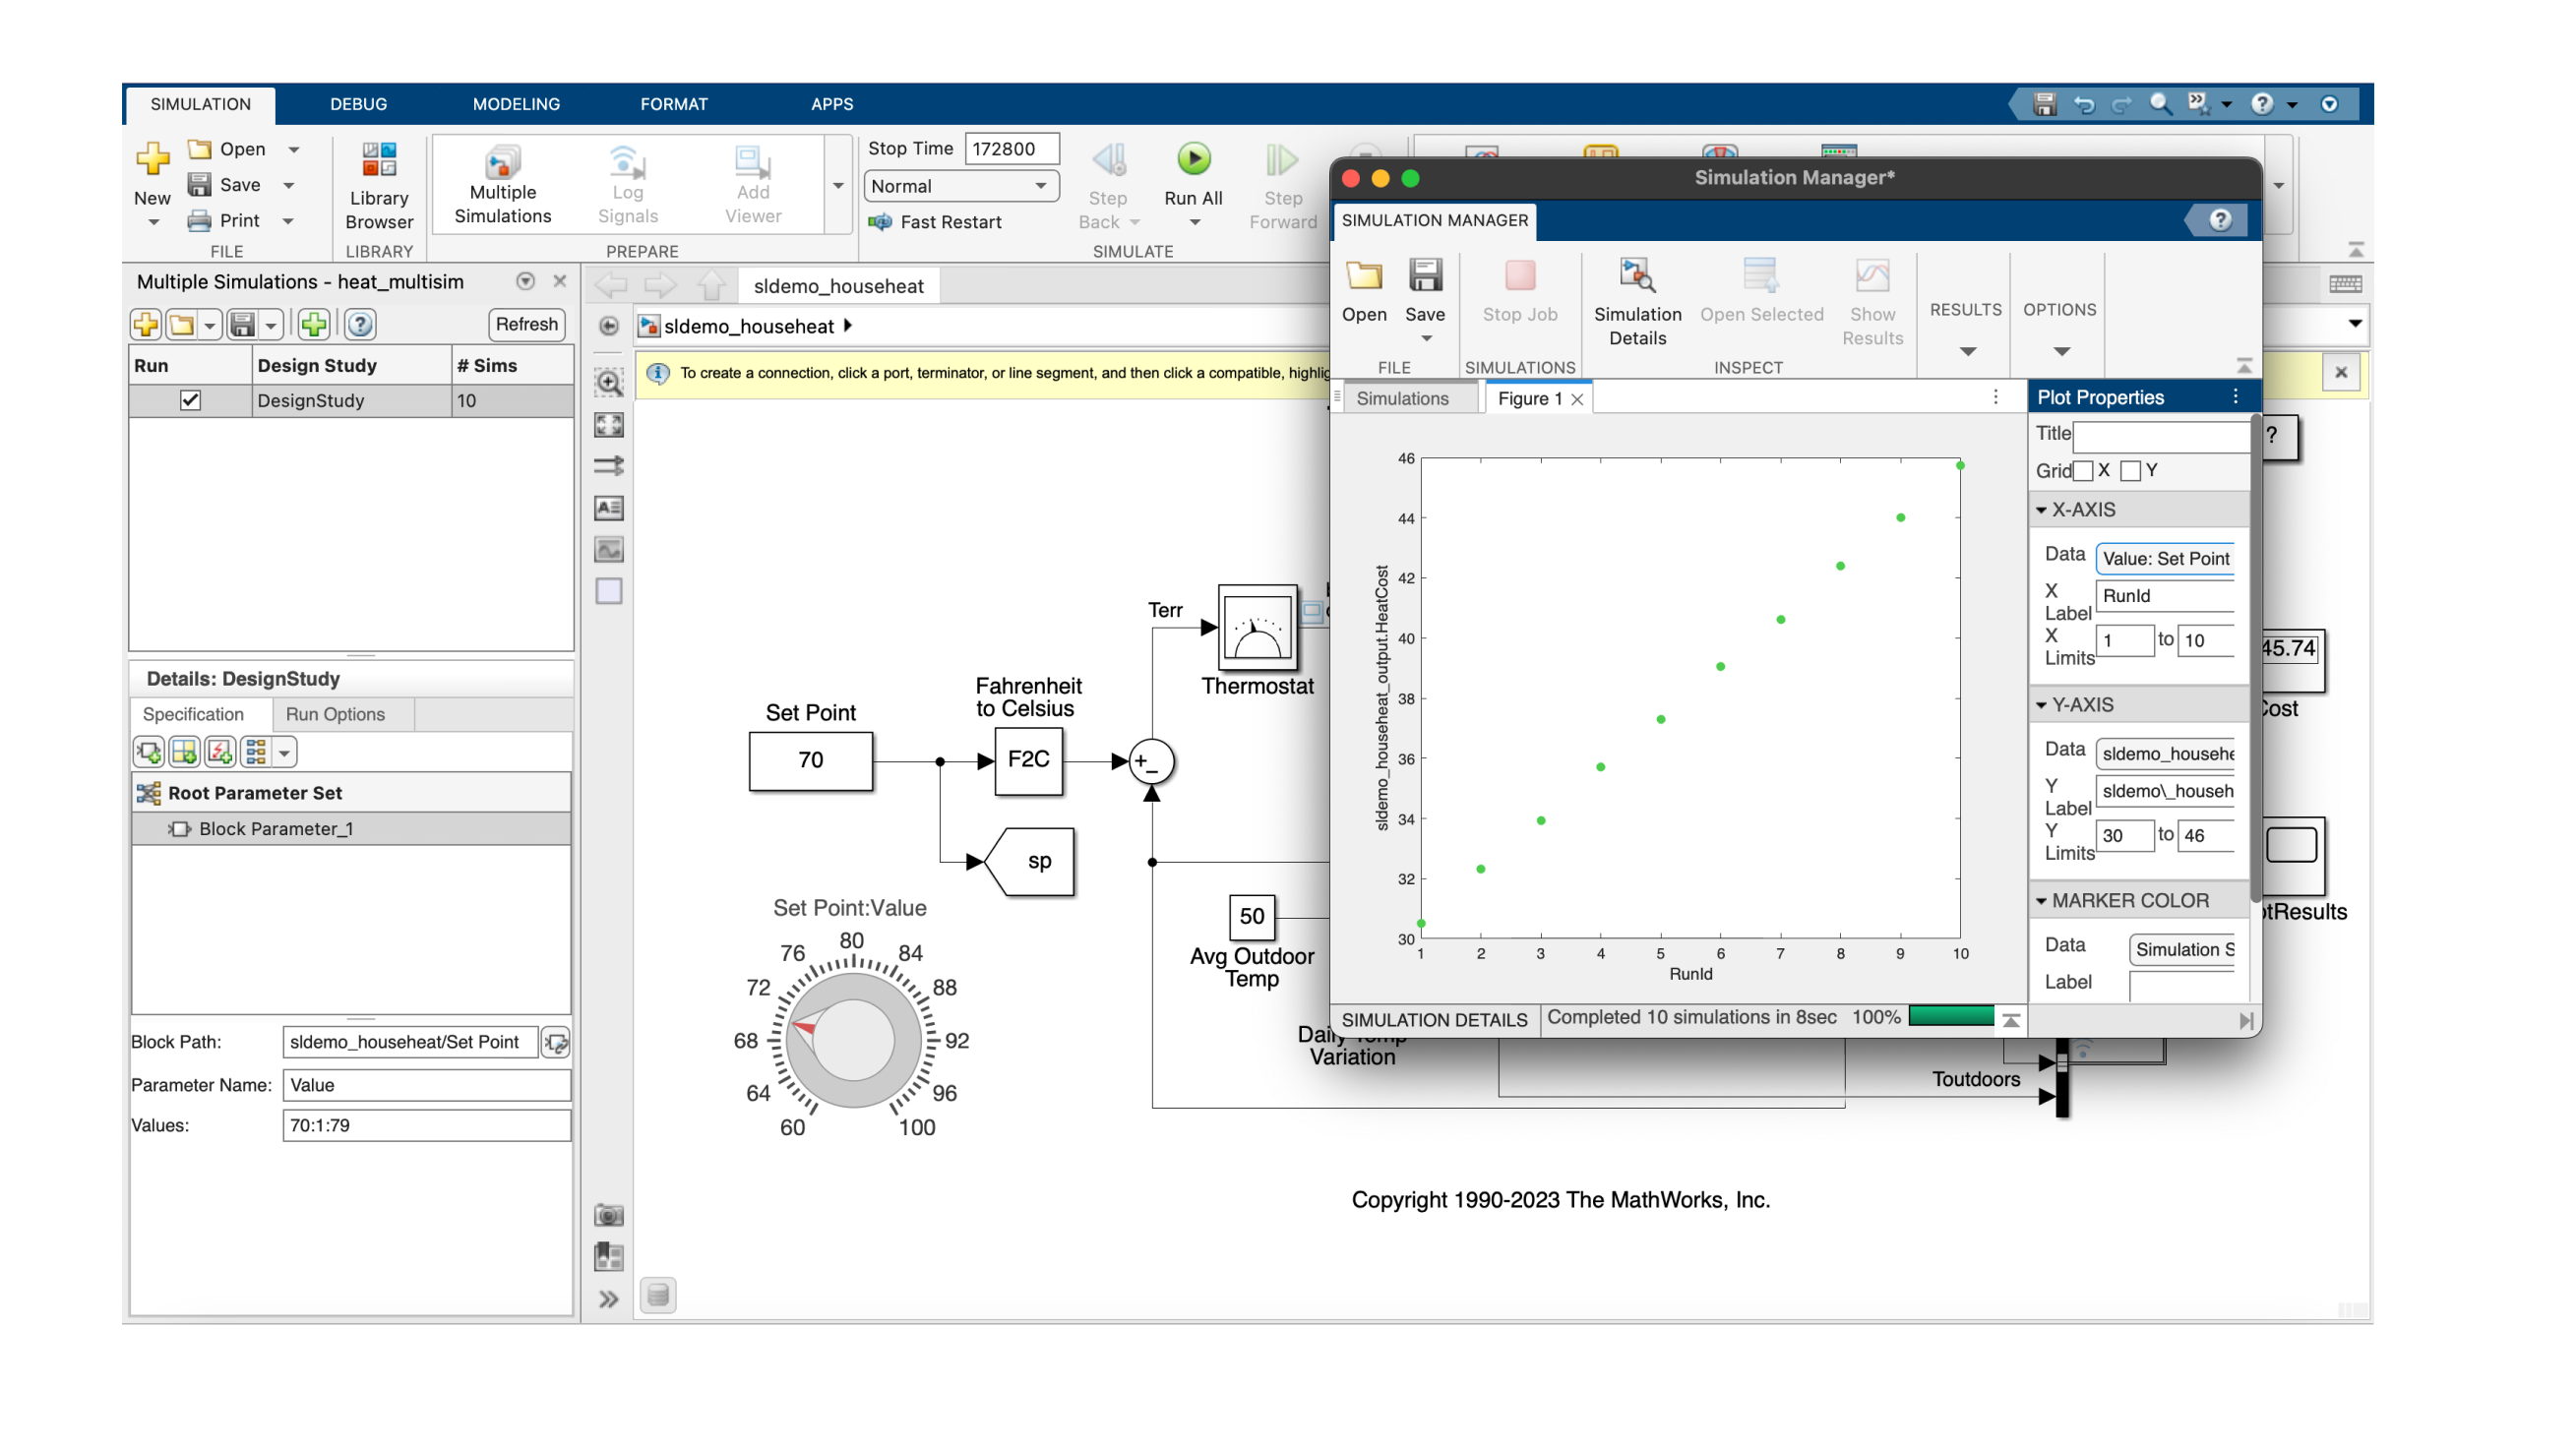 SIMULATION DEBUG MODELING FORMAT APPS
New
Open
Save
Print
FILE
Library
Browser
LIBRARY
Multiple
Simulations
Log
Signals
Add
Viewer
PREPARE
Stop Time 172800
Normal
Fast Restart
Step
Back
Run All
Step
Forward
SIMULATE
Multiple Simulations - heat_multisim
Refresh
Run Design Study # Sims
DesignStudy 10
Details: DesignStudy
Specification Run Options
Root Parameter Set
Block Parameter_1
Block Path: sldemo_househeat/Set Point
Parameter Name: Value
Values: 70:1:79
sldemo_househeat
sldemo_househeat
To create a connection, click a port, terminator, or line segment, and then click a compatible, highlig
Terr
Thermostat
Fahrenheit
to Celsius
F2C
Set Point
70
+
−
sp
Set Point:Value
60 64 68 72 76 80 84 88 92 96 100
50
Avg Outdoor
Temp
Daily Temp
Variation
Toutdoors
?
45.74
Cost
tResults
Copyright 1990-2023 The MathWorks, Inc.
Simulation Manager*
SIMULATION MANAGER
Open
Save
FILE
Stop Job
SIMULATIONS
Simulation
Details
Open Selected
Show
Results
INSPECT
RESULTS
OPTIONS
Simulations Figure 1
46
44
42
40
38
36
34
32
30
1 2 3 4 5 6 7 8 9 10
RunId
sldemo_househeat_output.HeatCost
Plot Properties
Title
Grid X Y
X-AXIS
Data Value: Set Point
X
Label RunId
X
Limits 1 to 10
Y-AXIS
Data sldemo_househe
Y
Label sldemo\_househ
Y
Limits 30 to 46
MARKER COLOR
Data Simulation S
Label
SIMULATION DETAILS Completed 10 simulations in 8sec 100%